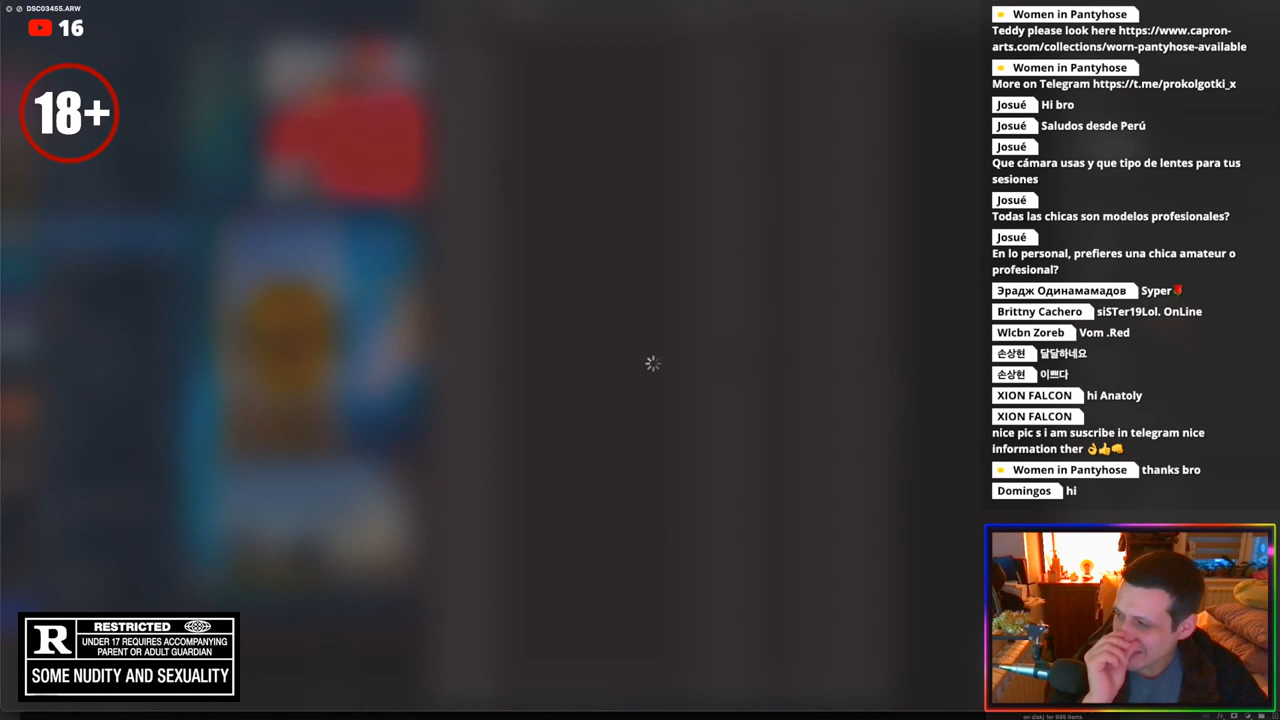 DSC03455.ARW
16
18+
Women in Pantyhose
Teddy please look here https://www.capron-
arts.com/collections/worn-pantyhose-available
Women in Pantyhose
More on Telegram https://t.me/prokolgotki_x
Josué Hi bro
Josué Saludos desde Perú
Josué
Que cámara usas y que tipo de lentes para tus
sesiones
Josué
Todas las chicas son modelos profesionales?
Josué
En lo personal, prefieres una chica amateur o
profesional?
Эрадж Одинамамадов Syper🌹
Brittny Cachero siSTer19Lol. OnLine
Wlcbn Zoreb Vom .Red
손상현 달달하네요
손상현 이쁘다
XION FALCON hi Anatoly
XION FALCON
nice pic s i am suscribe in telegram nice
information ther 👌👍👊
Women in Pantyhose thanks bro
Domingos hi
R
RESTRICTED
UNDER 17 REQUIRES ACCOMPANYING
PARENT OR ADULT GUARDIAN
SOME NUDITY AND SEXUALITY
on disk) for 695 items